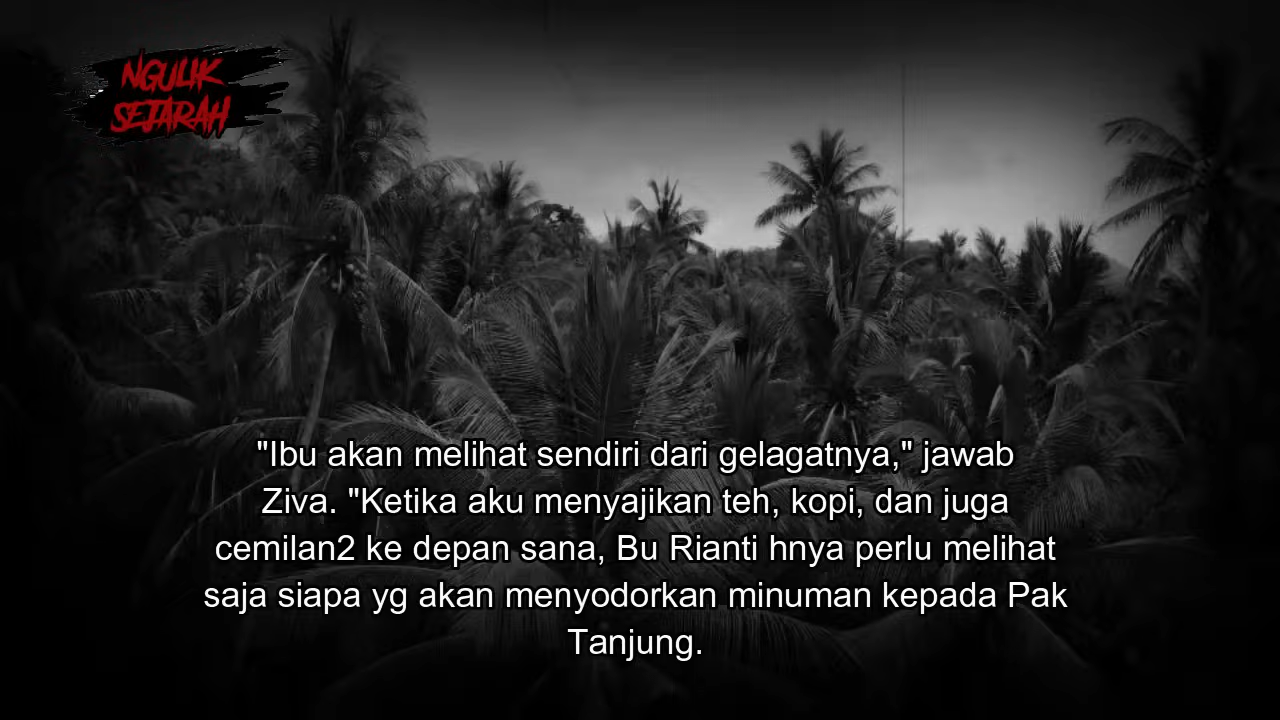 NGULIK
SEJARAH
"Ibu akan melihat sendiri dari gelagatnya," jawab
Ziva. "Ketika aku menyajikan teh, kopi, dan juga
cemilan2 ke depan sana, Bu Rianti hnya perlu melihat
saja siapa yg akan menyodorkan minuman kepada Pak
Tanjung.